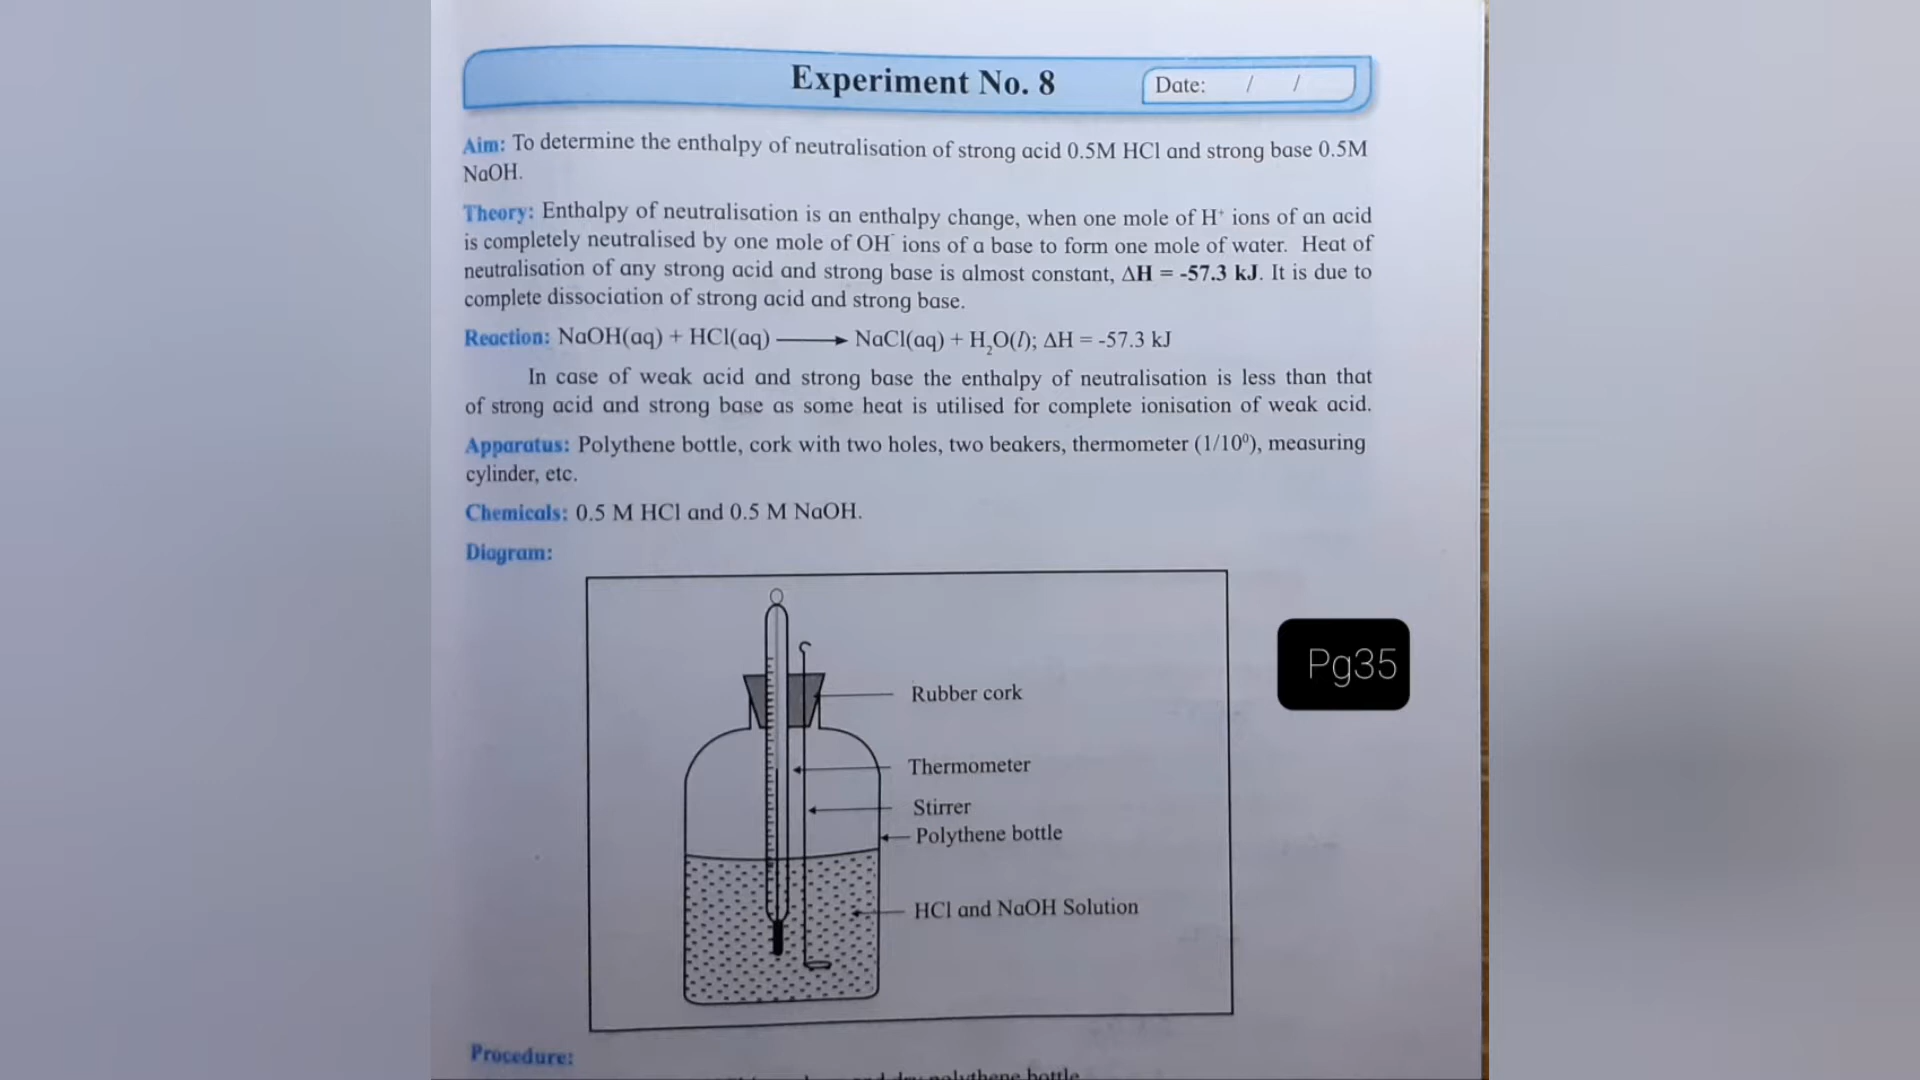 Experiment No. 8
Date: / /
Aim: To determine the enthalpy of neutralisation of strong acid 0.5M HCl and strong base 0.5M
NaOH.
Theory: Enthalpy of neutralisation is an enthalpy change, when one mole of H⁺ ions of an acid
is completely neutralised by one mole of OH⁻ ions of a base to form one mole of water. Heat of
neutralisation of any strong acid and strong base is almost constant, ΔH = -57.3 kJ. It is due to
complete dissociation of strong acid and strong base.
Reaction: NaOH(aq) + HCl(aq) ⟶ NaCl(aq) + H₂O(l); ΔH = -57.3 kJ
In case of weak acid and strong base the enthalpy of neutralisation is less than that
of strong acid and strong base as some heat is utilised for complete ionisation of weak acid.
Apparatus: Polythene bottle, cork with two holes, two beakers, thermometer (1/10⁰), measuring
cylinder, etc.
Chemicals: 0.5 M HCl and 0.5 M NaOH.
Diagram:
Rubber cork
Thermometer
Stirrer
Polythene bottle
HCl and NaOH Solution
Pg35
Procedure:
polythene bottle